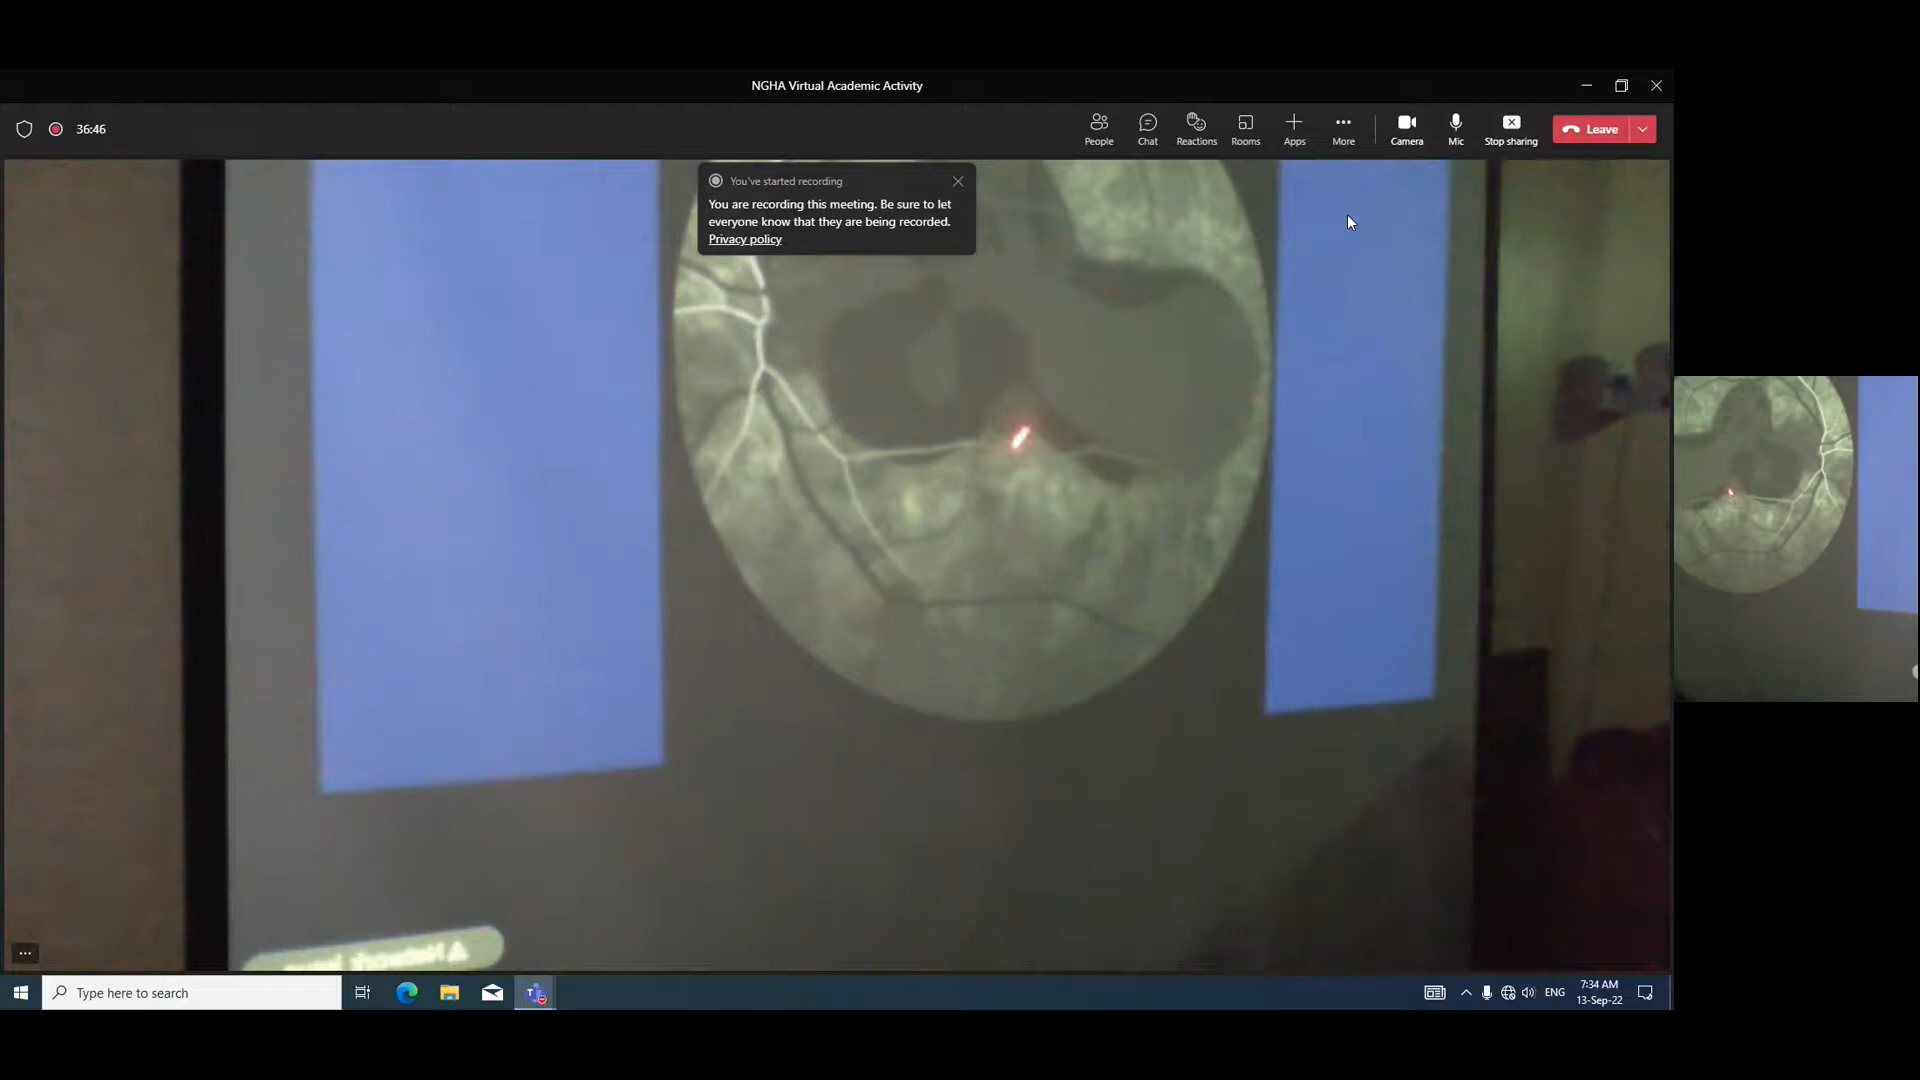 NGHA Virtual Academic Activity
36:46
People
Chat
Reactions
Rooms
Apps
More
Camera
Mic
Stop sharing
Leave
You've started recording
You are recording this meeting. Be sure to let
everyone know that they are being recorded.
Privacy policy
Type here to search
ENG
7:34 AM
13-Sep-22